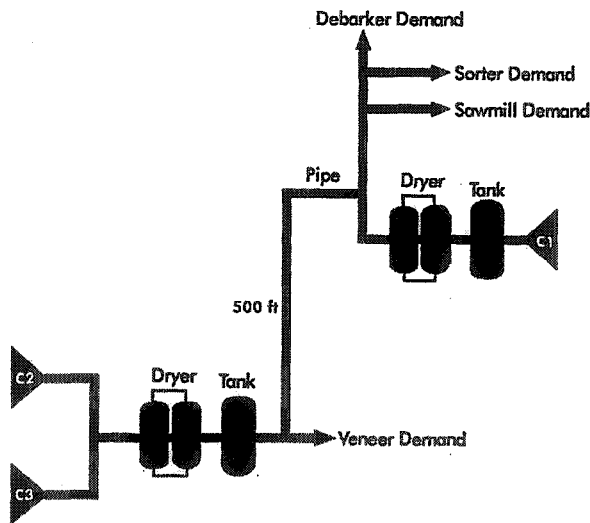 Debarker Demand
Sorter Demand
Sawmill Demand
Pipe
Dryer
Tank
C1
500 ft
C2
Dryer
Tank
Veneer Demand
C3